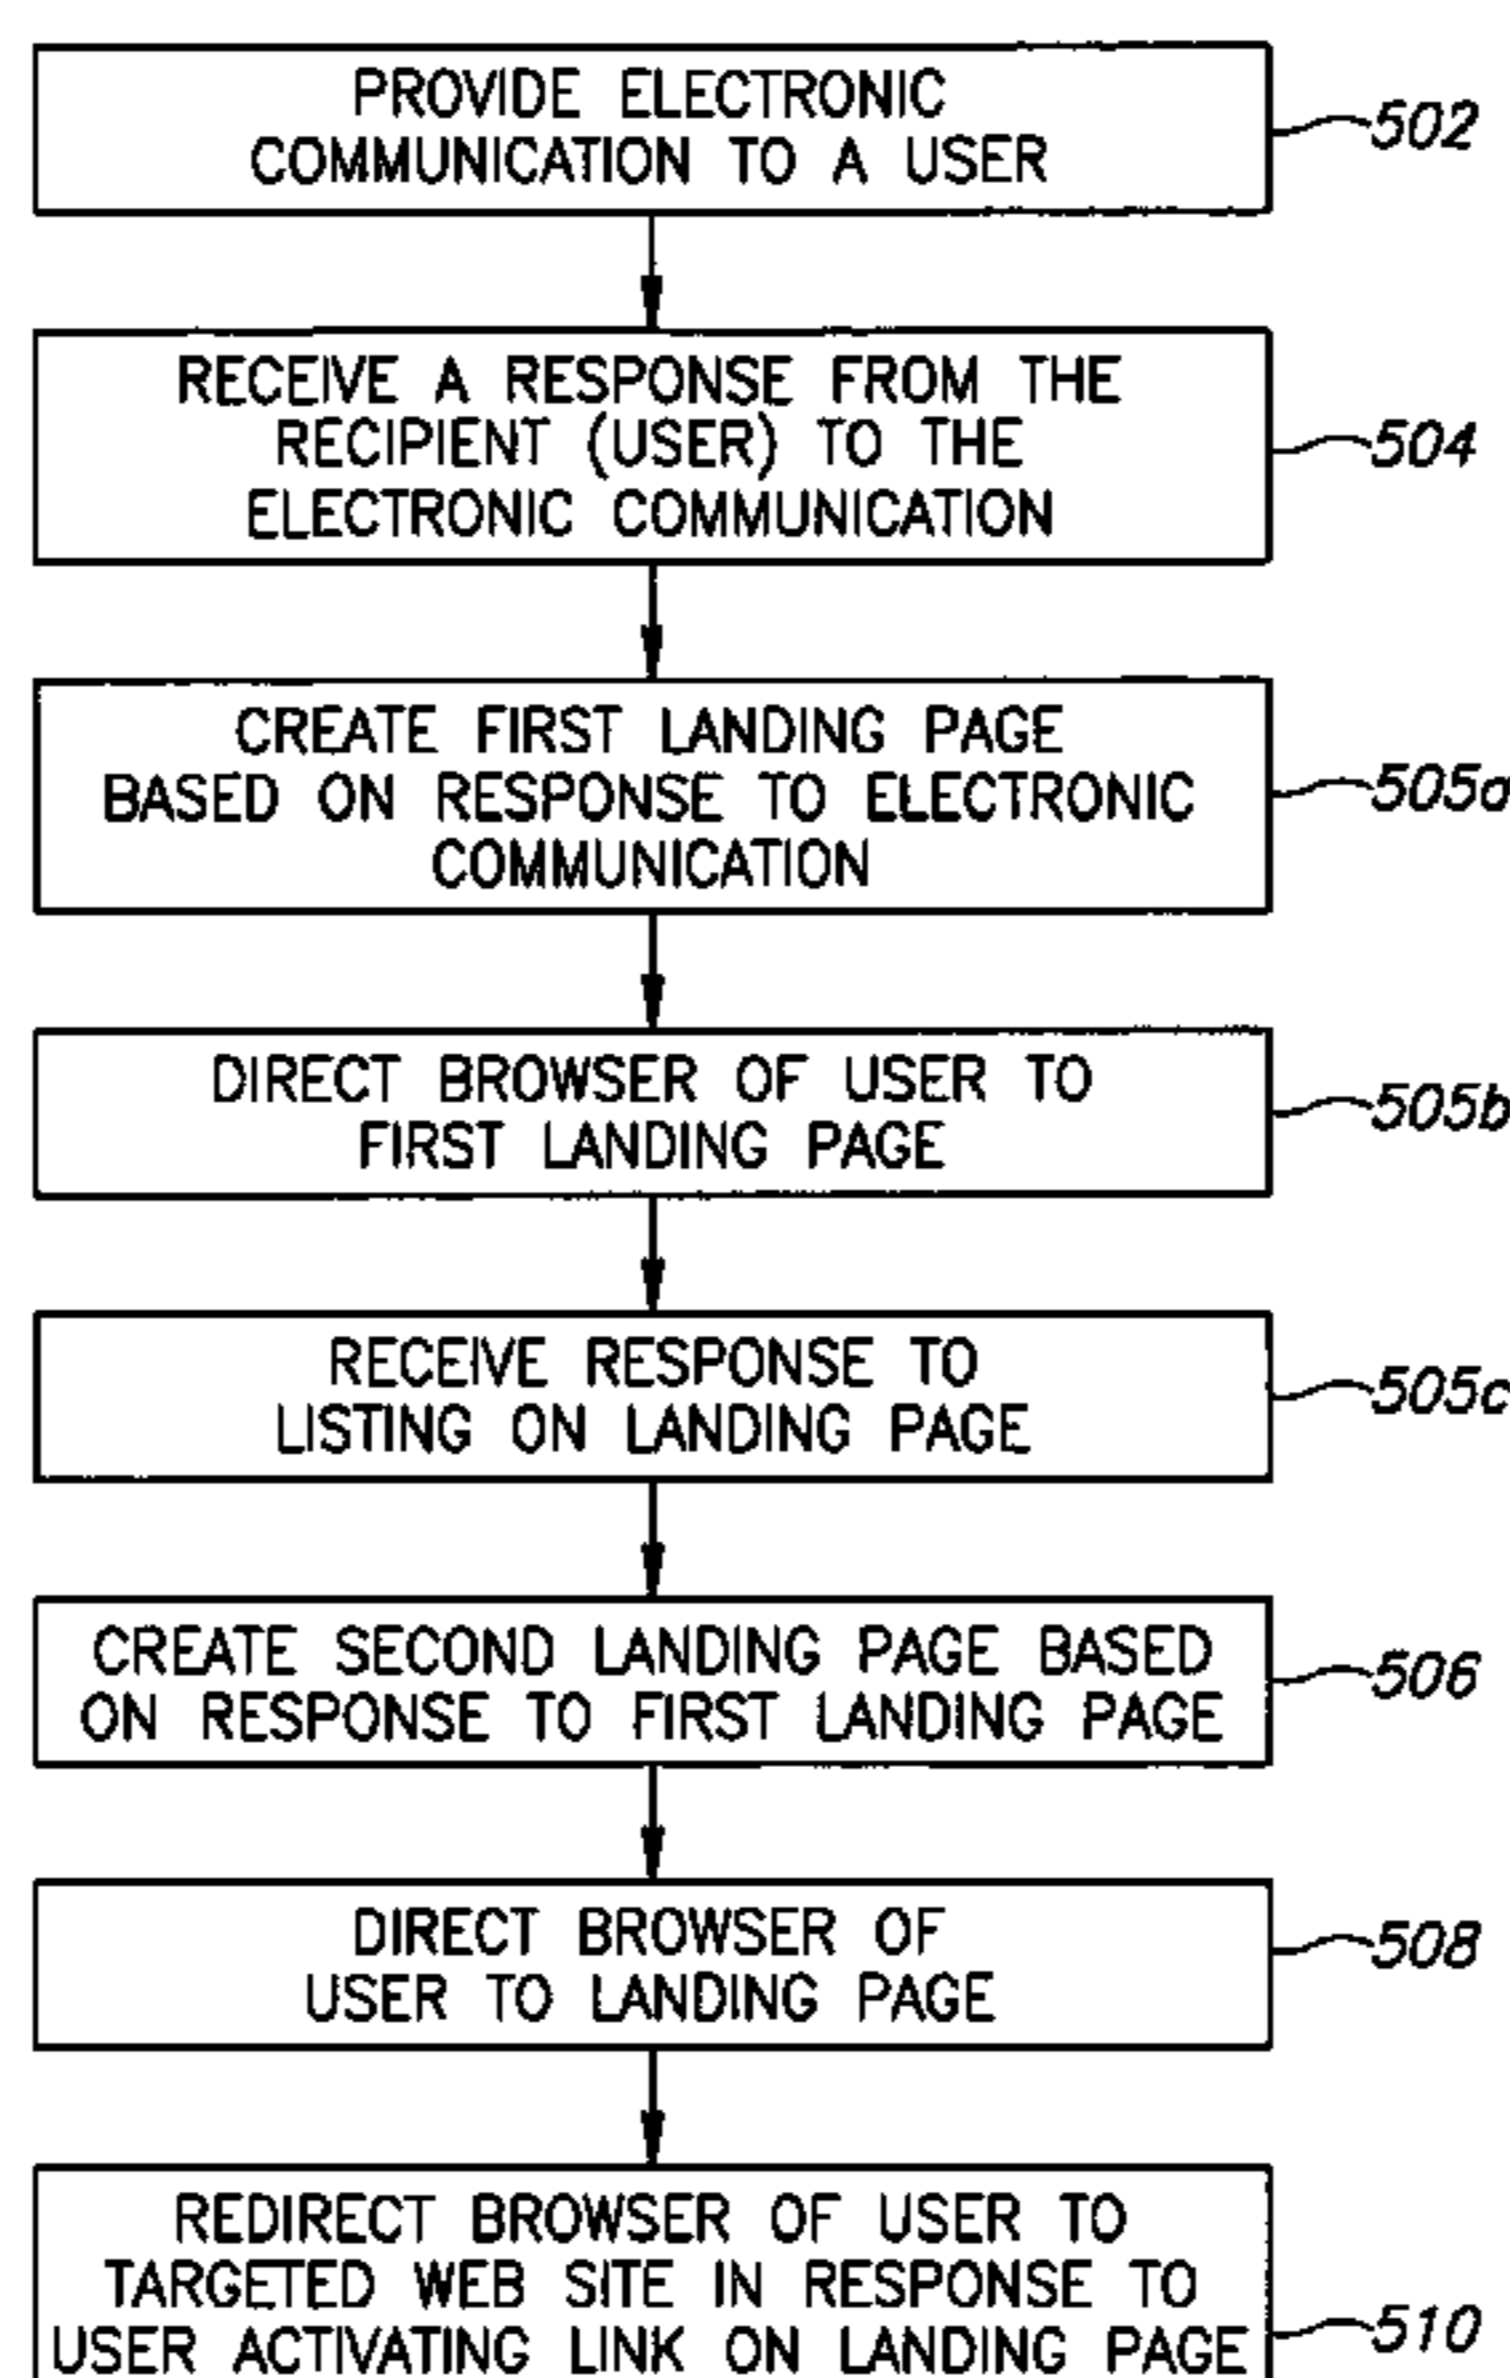 PROVIDE ELECTRONIC
COMMUNICATION TO A USER
502
RECEIVE A RESPONSE FROM THE
RECIPIENT (USER) TO THE
ELECTRONIC COMMUNICATION
504
CREATE FIRST LANDING PAGE
BASED ON RESPONSE TO ELECTRONIC
COMMUNICATION
505a
DIRECT BROWSER OF USER TO
FIRST LANDING PAGE
505b
RECEIVE RESPONSE TO
LISTING ON LANDING PAGE
505c
CREATE SECOND LANDING PAGE BASED
ON RESPONSE TO FIRST LANDING PAGE
506
DIRECT BROWSER OF
USER TO LANDING PAGE
508
REDIRECT BROWSER OF USER TO
TARGETED WEB SITE IN RESPONSE TO
USER ACTIVATING LINK ON LANDING PAGE
510